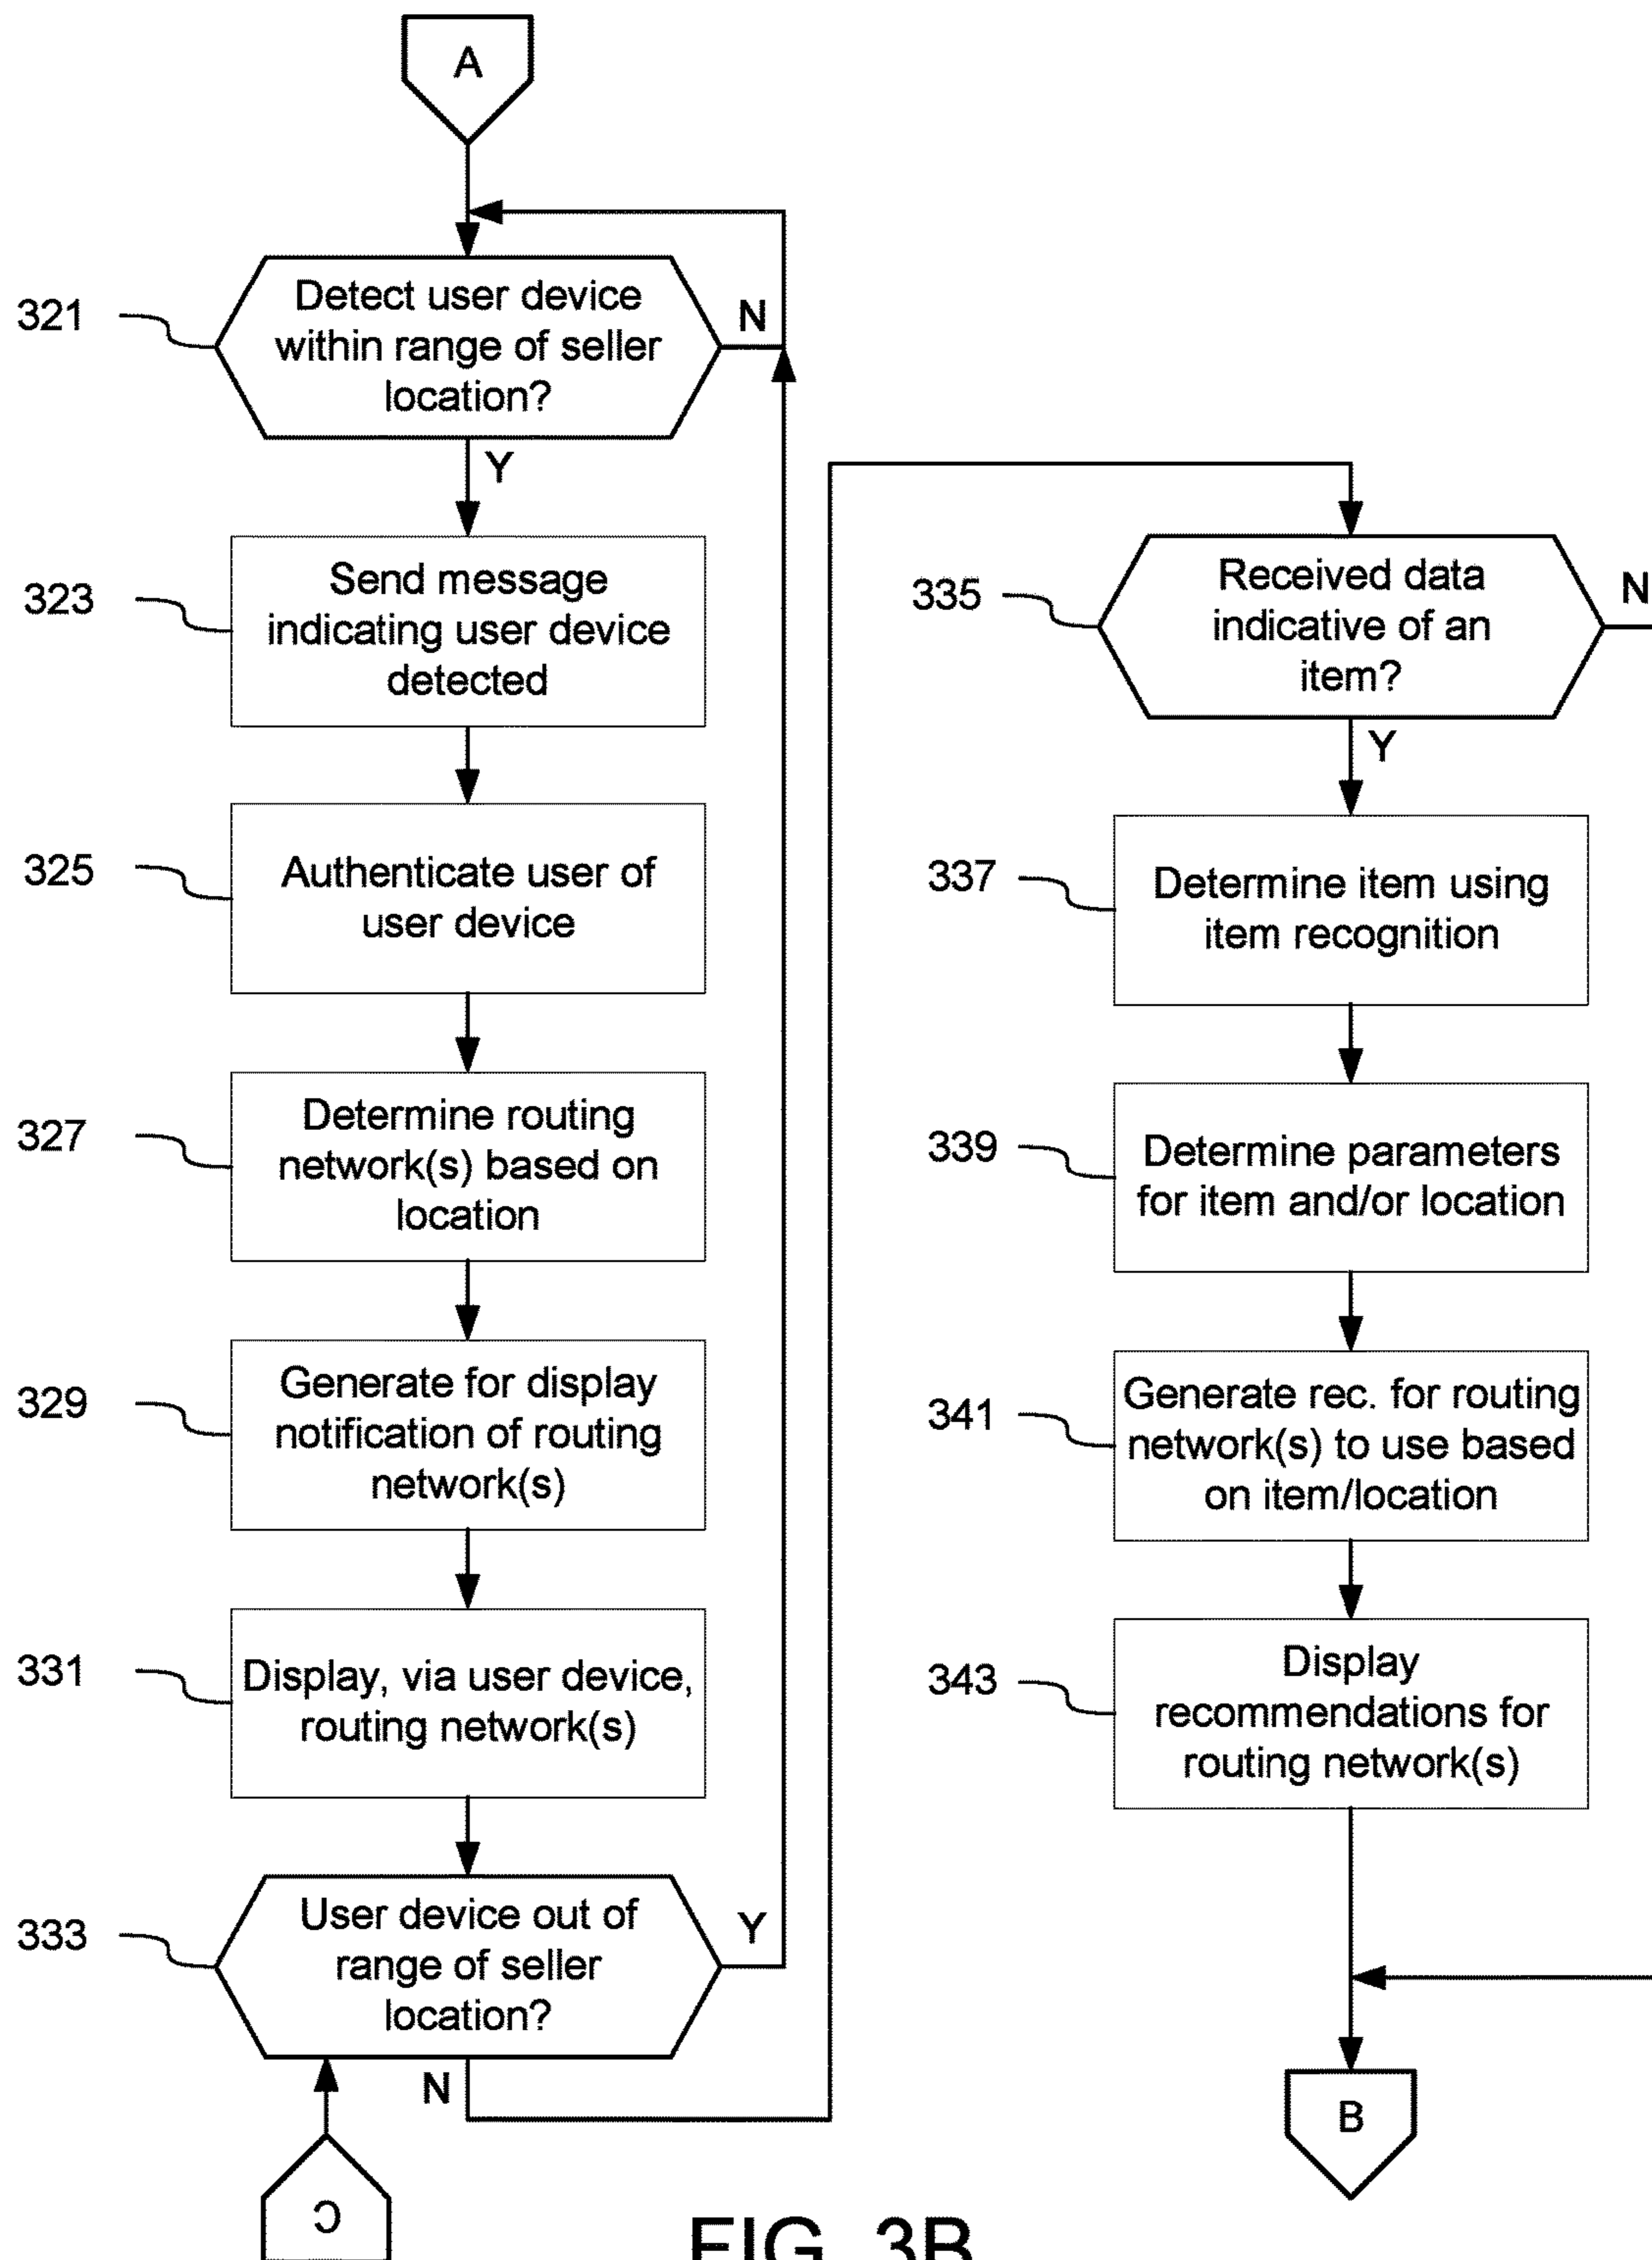 A
321
Detect user device
within range of seller
location?
N
Y
323
Send message
indicating user device
detected
325
Authenticate user of
user device
327
Determine routing
network(s) based on
location
329
Generate for display
notification of routing
network(s)
331
Display, via user device,
routing network(s)
333
User device out of
range of seller
location?
Y
N
C
335
Received data
indicative of an
item?
N
Y
337
Determine item using
item recognition
339
Determine parameters
for item and/or location
341
Generate rec. for routing
network(s) to use based
on item/location
343
Display
recommendations for
routing network(s)
B
FIG. 3B